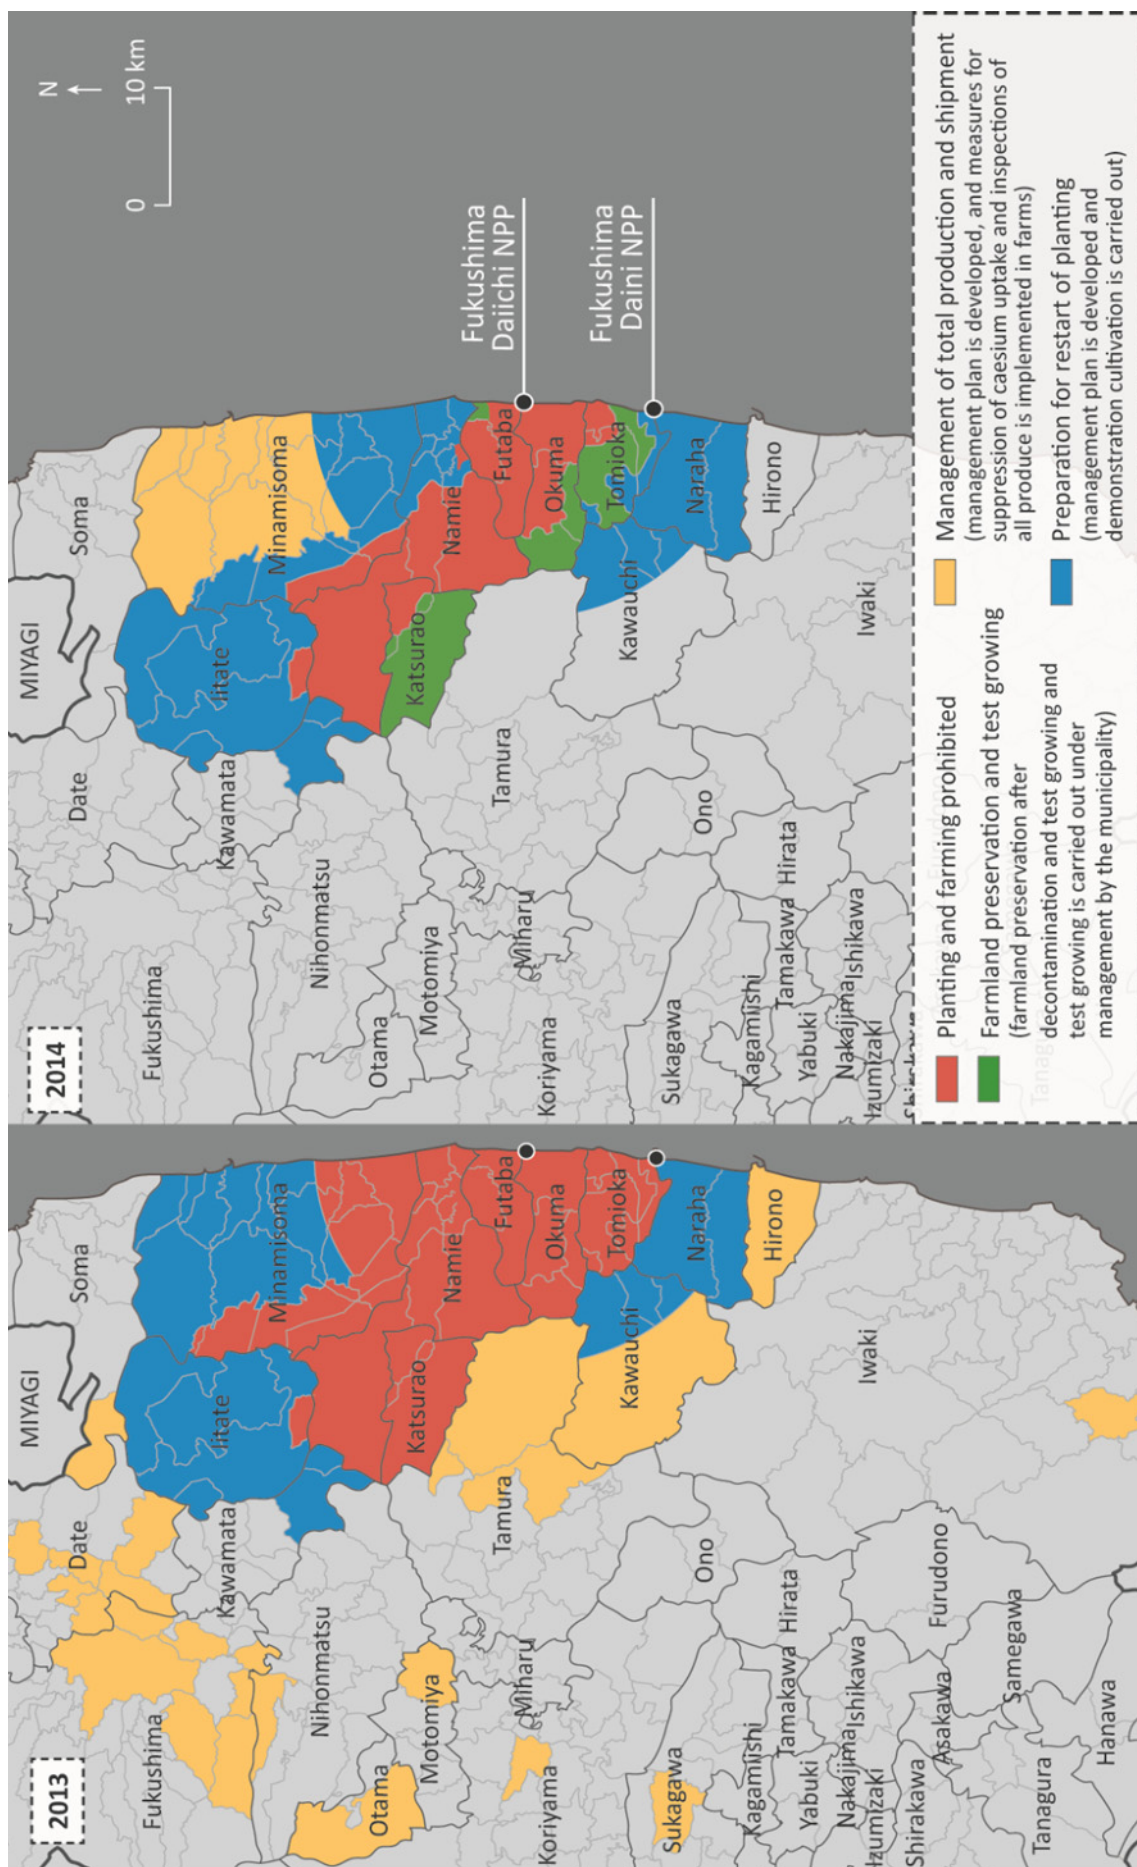 2013
MIYAGI
Soma
Date
Fukushima
Iitate
Kawamata
Minamisoma
Nihonmatsu
Otama
Motomiya
Katsurao
Namie
Futaba
Okuma
Tomioka
Tamura
Miharu
Koriyama
Kawauchi
Naraha
Hirono
Ono
Sukagawa
Kagamiishi
Hirata
Tamakawa
Yabuki
Ishikawa
Nakajima
Izumizaki
Iwaki
Shirakawa
Asakawa
Furudono
Samegawa
Tanagura
Hanawa
2014
MIYAGI
Soma
Date
Fukushima
Iitate
Kawamata
Minamisoma
Nihonmatsu
Otama
Motomiya
Katsurao
Namie
Futaba
Okuma
Tomioka
Tamura
Miharu
Koriyama
Kawauchi
Naraha
Hirono
Ono
Sukagawa
Kagamiishi
Hirata
Tamakawa
Yabuki
Ishikawa
Nakajima
Izumizaki
Iwaki
N
0 10 km
Fukushima
Daiichi NPP
Fukushima
Daini NPP
Planting and farming prohibited
Farmland preservation and test growing
(farmland preservation after
decontamination and test growing and
test growing is carried out under
management by the municipality)
Management of total production and shipment
(management plan is developed, and measures for
suppression of caesium uptake and inspections of
all produce is implemented in farms)
Preparation for restart of planting
(management plan is developed and
demonstration cultivation is carried out)